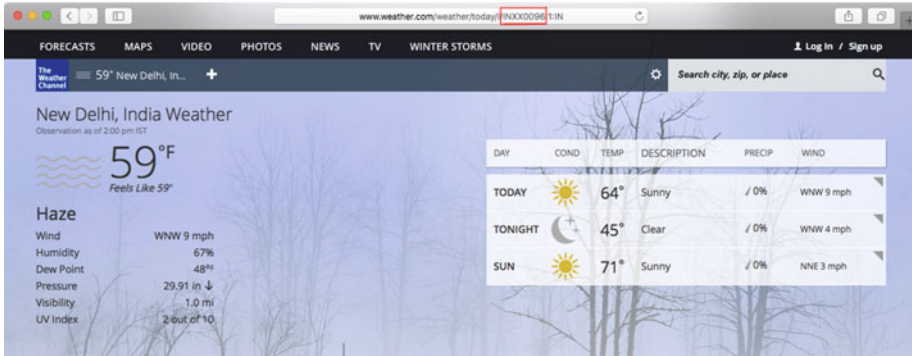 www.weather.com/weather/today/l/INXX0096:1:IN
FORECASTS MAPS VIDEO PHOTOS NEWS TV WINTER STORMS Log In / Sign up
The Weather Channel
59° New Delhi, In... + Search city, zip, or place
New Delhi, India Weather
Observation as of 2:00 pm IST
59°F
Feels Like 59°
Haze
Wind WNW 9 mph
Humidity 67%
Dew Point 48°F
Pressure 29.91 in ↓
Visibility 1.0 mi
UV Index 2 out of 10
DAY COND TEMP DESCRIPTION PRECIP WIND
TODAY 64° Sunny 0% WNW 9 mph
TONIGHT 45° Clear 0% WNW 4 mph
SUN 71° Sunny 0% NNE 3 mph